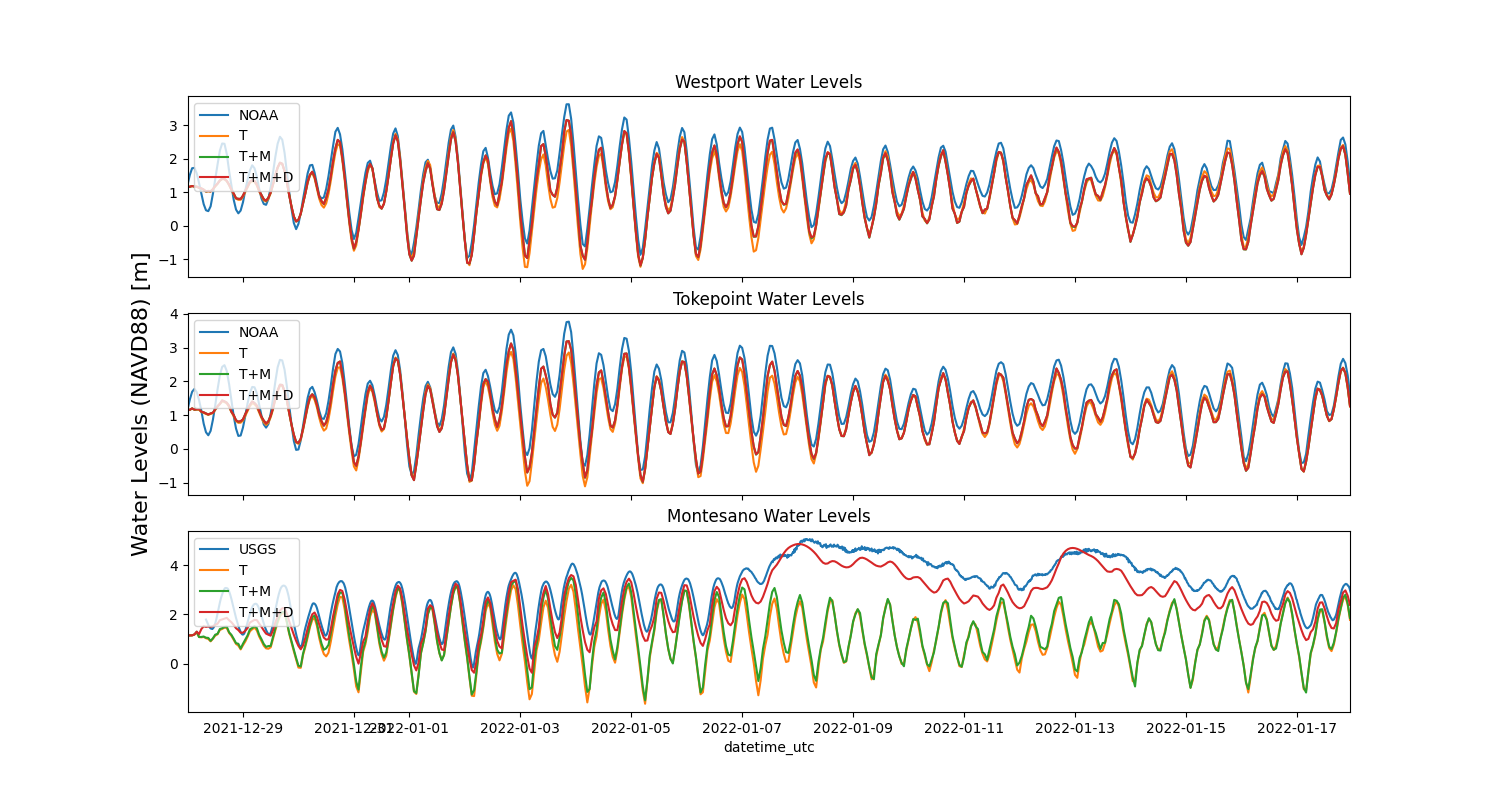 Westport Water Levels
NOAA
T
T+M
T+M+D
3
2
1
0
−1
Tokepoint Water Levels
NOAA
T
T+M
T+M+D
4
3
2
1
0
−1
Water Levels (NAVD88) [m]
Montesano Water Levels
USGS
T
T+M
T+M+D
4
2
0
2021-12-29 2021-12-31 2022-01-01 2022-01-03 2022-01-05 2022-01-07 2022-01-09 2022-01-11 2022-01-13 2022-01-15 2022-01-17
datetime_utc